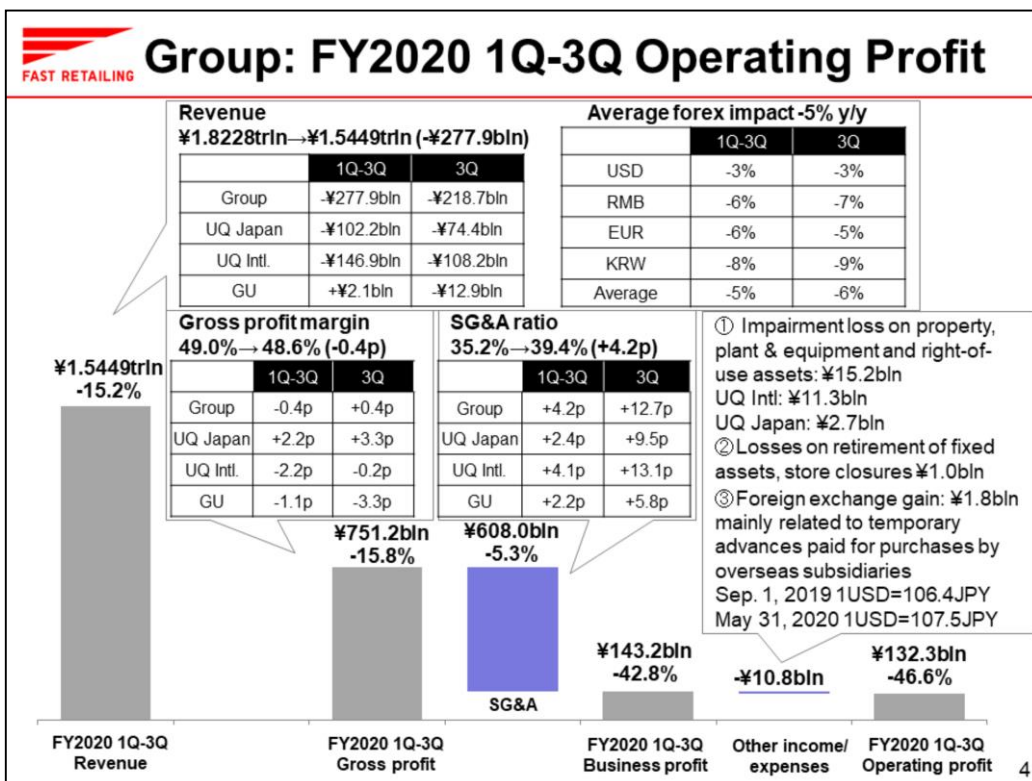 FAST RETAILING
Group: FY2020 1Q-3Q Operating Profit
Revenue
¥1.8228trln→¥1.5449trln (-¥277.9bln)
1Q-3Q 3Q
Group -¥277.9bln -¥218.7bln
UQ Japan -¥102.2bln -¥74.4bln
UQ Intl. -¥146.9bln -¥108.2bln
GU +¥2.1bln -¥12.9bln
Average forex impact -5% y/y
1Q-3Q 3Q
USD -3% -3%
RMB -6% -7%
EUR -6% -5%
KRW -8% -9%
Average -5% -6%
Gross profit margin
49.0%→48.6% (-0.4p)
1Q-3Q 3Q
Group -0.4p +0.4p
UQ Japan +2.2p +3.3p
UQ Intl. -2.2p -0.2p
GU -1.1p -3.3p
SG&A ratio
35.2%→39.4% (+4.2p)
1Q-3Q 3Q
Group +4.2p +12.7p
UQ Japan +2.4p +9.5p
UQ Intl. +4.1p +13.1p
GU +2.2p +5.8p
① Impairment loss on property,
plant & equipment and right-of-
use assets: ¥15.2bln
UQ Intl: ¥11.3bln
UQ Japan: ¥2.7bln
②Losses on retirement of fixed
assets, store closures ¥1.0bln
③Foreign exchange gain: ¥1.8bln
mainly related to temporary
advances paid for purchases by
overseas subsidiaries
Sep. 1, 2019 1USD=106.4JPY
May 31, 2020 1USD=107.5JPY
¥1.5449trln
-15.2%
¥751.2bln
-15.8%
¥608.0bln
-5.3%
SG&A
¥143.2bln
-42.8%
-¥10.8bln
¥132.3bln
-46.6%
FY2020 1Q-3Q
Revenue
FY2020 1Q-3Q
Gross profit
FY2020 1Q-3Q
Business profit
Other income/
expenses
FY2020 1Q-3Q
Operating profit
4